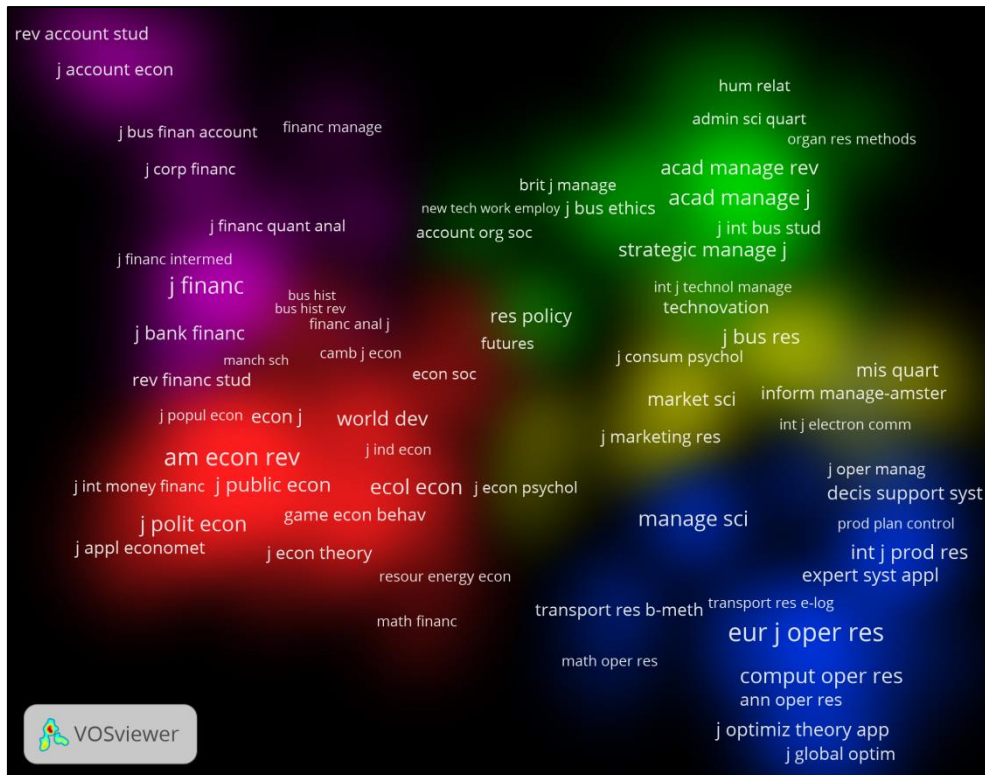 rev account stud
j account econ
hum relat
admin sci quart
j bus finan account
financ manage
organ res methods
j corp financ
acad manage rev
brit j manage
acad manage j
new tech work employ
j bus ethics
j financ quant anal
account org soc
j int bus stud
strategic manage j
j financ intermed
j financ
int j technol manage
bus hist
bus hist rev
technovation
financ anal j
res policy
j bank financ
j bus res
futures
manch sch
camb j econ
j consum psychol
rev financ stud
econ soc
mis quart
inform manage-amster
market sci
j popul econ
econ j
world dev
int j electron comm
j marketing res
j ind econ
am econ rev
j oper manag
j int money financ
j public econ
ecol econ
j econ psychol
decis support syst
j polit econ
game econ behav
manage sci
prod plan control
j appl economet
j econ theory
int j prod res
resour energy econ
expert syst appl
transport res b-meth
transport res e-log
math financ
eur j oper res
math oper res
comput oper res
ann oper res
j optimiz theory app
j global optim
VOSviewer